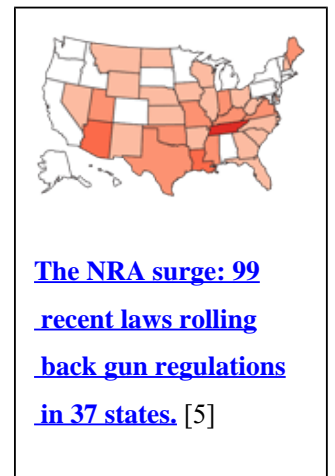 The NRA surge: 99
recent laws rolling
back gun regulations
in 37 states. [5]